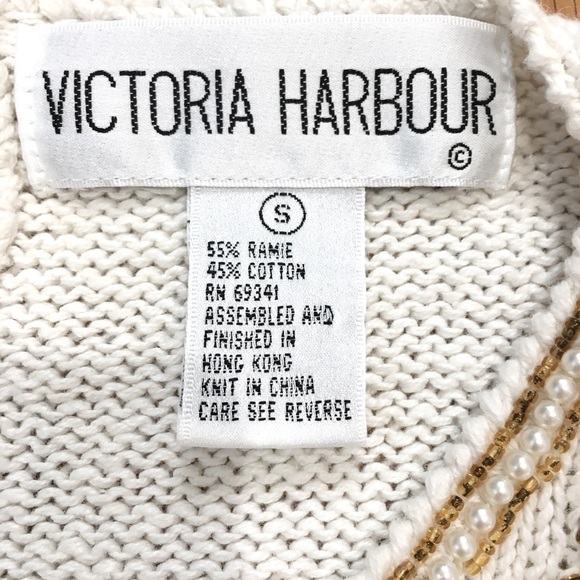 VICTORIA HARBOUR
©
S
55% RAMIE
45% COTTON
RN 69341
ASSEMBLED AND
FINISHED IN
HONG KONG
KNIT IN CHINA
CARE SEE REVERSE